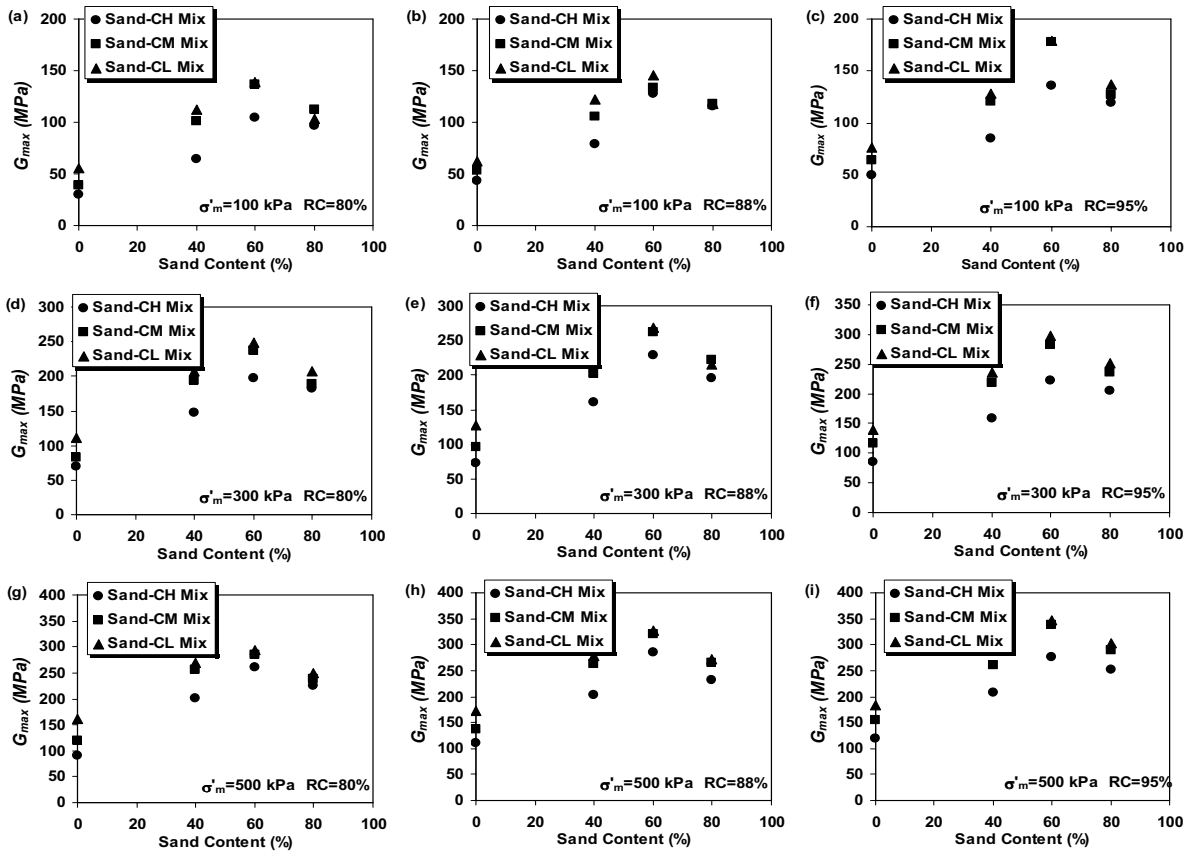 (a)
Sand-CH Mix
Sand-CM Mix
Sand-CL Mix
200
150
100
50
0
G_max (MPa)
σ'm=100 kPa RC=80%
0 20 40 60 80 100
Sand Content (%)
(b)
Sand-CH Mix
Sand-CM Mix
Sand-CL Mix
200
150
100
50
0
G_max (MPa)
σ'm=100 kPa RC=88%
0 20 40 60 80 100
Sand Content (%)
(c)
Sand-CH Mix
Sand-CM Mix
Sand-CL Mix
200
150
100
50
0
G_max (MPa)
σ'm=100 kPa RC=95%
0 20 40 60 80 100
Sand Content (%)
(d)
Sand-CH Mix
Sand-CM Mix
Sand-CL Mix
300
250
200
150
100
50
0
G_max (MPa)
σ'm=300 kPa RC=80%
0 20 40 60 80 100
Sand Content (%)
(e)
Sand-CH Mix
Sand-CM Mix
Sand-CL Mix
300
250
200
150
100
50
0
G_max (MPa)
σ'm=300 kPa RC=88%
0 20 40 60 80 100
Sand Content (%)
(f)
Sand-CH Mix
Sand-CM Mix
Sand-CL Mix
350
300
250
200
150
100
50
0
G_max (MPa)
σ'm=300 kPa RC=95%
0 20 40 60 80 100
Sand Content (%)
(g)
Sand-CH Mix
Sand-CM Mix
Sand-CL Mix
400
350
300
250
200
150
100
50
0
G_max (MPa)
σ'm=500 kPa RC=80%
0 20 40 60 80 100
Sand Content (%)
(h)
Sand-CH Mix
Sand-CM Mix
Sand-CL Mix
400
350
300
250
200
150
100
50
0
G_max (MPa)
σ'm=500 kPa RC=88%
0 20 40 60 80 100
Sand Content (%)
(i)
Sand-CH Mix
Sand-CM Mix
Sand-CL Mix
400
350
300
250
200
150
100
50
0
G_max (MPa)
σ'm=500 kPa RC=95%
0 20 40 60 80 100
Sand Content (%)